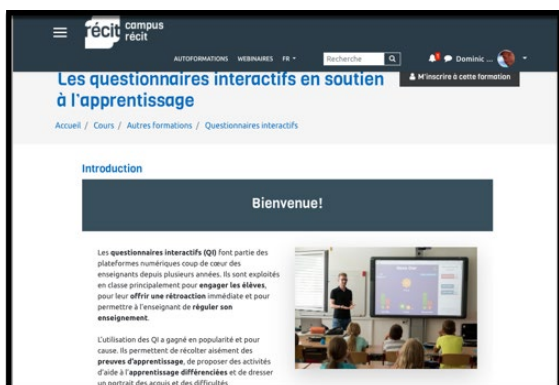 récit campus
récit
AUTOFORMATIONS WEBINAIRES FR Recherche Dominic ...
Les questionnaires interactifs en soutien
à l'apprentissage
M'inscrire à cette formation
Accueil / Cours / Autres formations / Questionnaires interactifs
Introduction
Bienvenue!
Les questionnaires interactifs (QI) font partie des
plateformes numériques coup de cœur des
enseignants depuis plusieurs années. Ils sont exploités
en classe principalement pour engager les élèves,
pour leur offrir une rétroaction immédiate et pour
permettre à l'enseignant de réguler son
enseignement.
L'utilisation des QI a gagné en popularité et pour
cause. Ils permettent de récolter aisément des
preuves d'apprentissage, de proposer des activités
d'aide à l'apprentissage différenciées et de dresser
un portrait des acquis et des difficultés